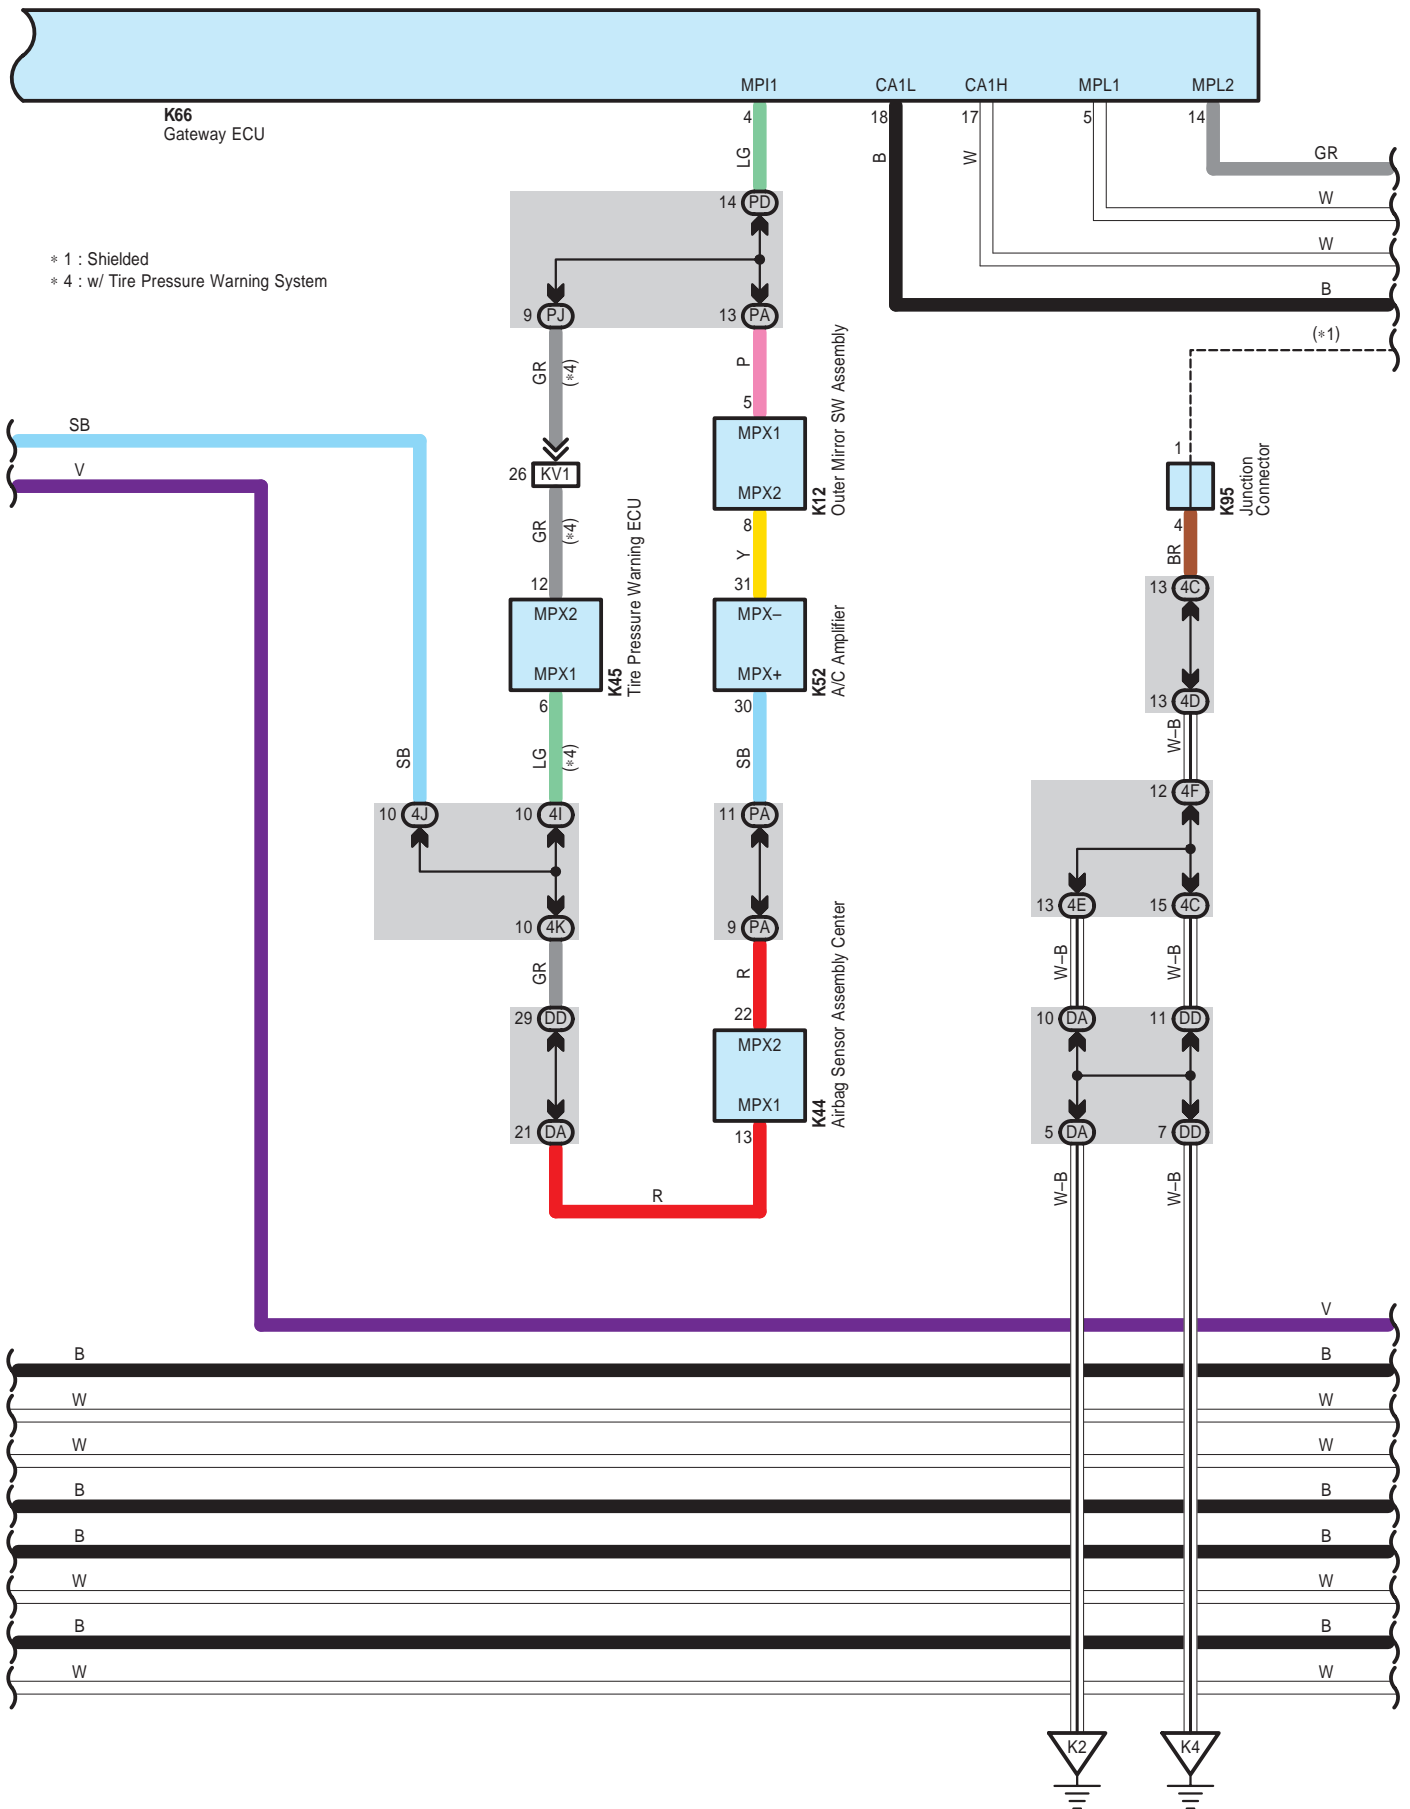 MPI1 CA1L CA1H MPL1 MPL2
K66
Gateway ECU
4 18 17 5 14
LG B W
GR
W
W
B
(∗1)
14 PD
∗ 1 : Shielded
∗ 4 : w/ Tire Pressure Warning System
9 PJ 13 PA
GR (∗4)
P
5
MPX1
MPX2
K12
Outer Mirror SW Assembly
8
Y
31
SB
V
26 KV1
GR (∗4)
12
MPX2
MPX1
K45
Tire Pressure Warning ECU
6
LG (∗4)
MPX–
MPX+
K52
A/C Amplifier
30
SB
1
K95
Junction
Connector
4
BR
13 4C
13 4D
W–B
SB
10 4J 10 4I
10 4K
GR
11 PA
9 PA
R
22
MPX2
MPX1
K44
Airbag Sensor Assembly Center
13
29 DD
21 DA
R
12 4F
13 4E 15 4C
W–B W–B
10 DA 11 DD
5 DA 7 DD
W–B W–B
V
B B
W W
W W
B B
B B
W W
B B
W W
K2 K4